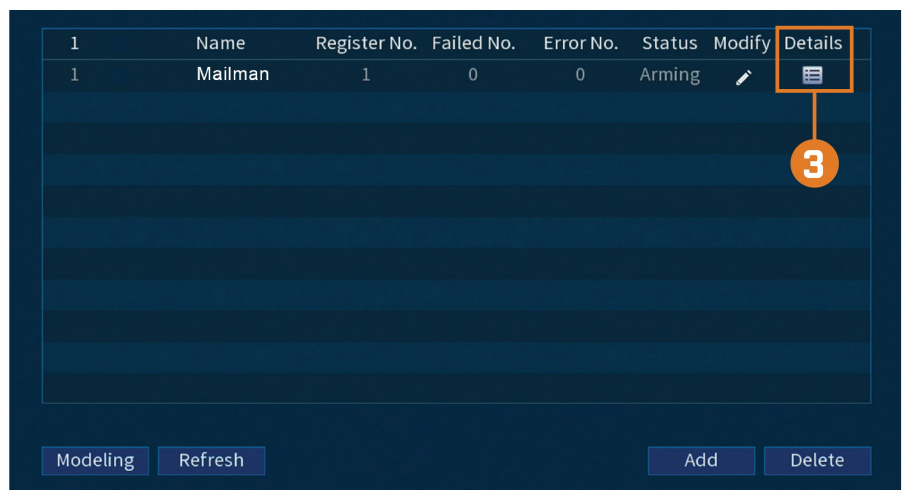 1 Name Register No. Failed No. Error No. Status Modify Details
1 Mailman 1 0 0 Arming
3
Modeling Refresh Add Delete